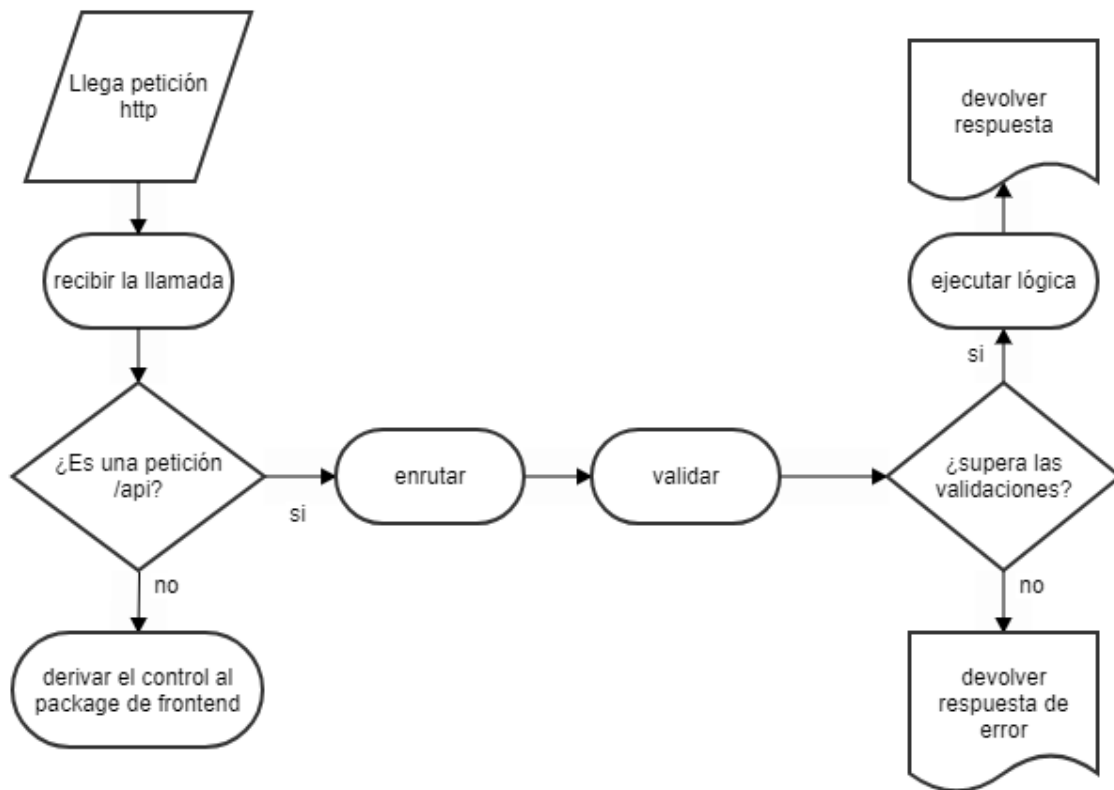 Llega petición
http
recibir la llamada
¿Es una petición
/api?
si
no
derivar el control al
package de frontend
enrutar
validar
¿supera las
validaciones?
si
ejecutar lógica
devolver
respuesta
no
devolver
respuesta de
error